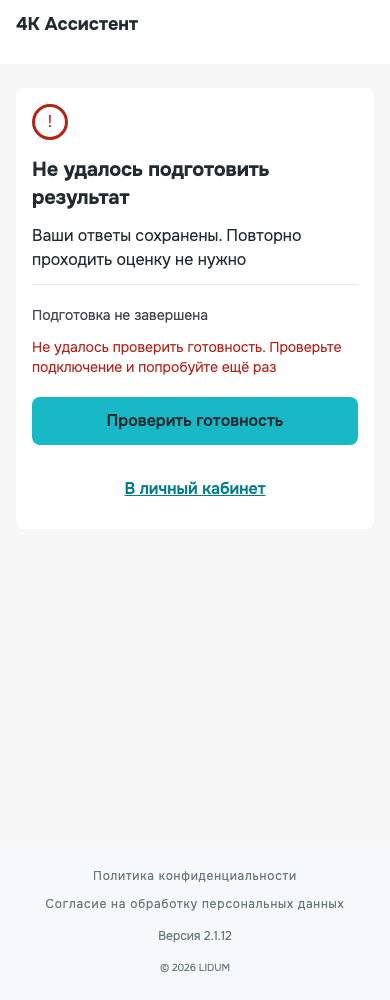 4K Ассистент
!
Не удалось подготовить
результат
Ваши ответы сохранены. Повторно
проходить оценку не нужно
Подготовка не завершена
Не удалось проверить готовность. Проверьте
подключение и попробуйте ещё раз
Проверить готовность
В личный кабинет
Политика конфиденциальности
Согласие на обработку персональных данных
Версия 2.1.12
© 2026 LIDUM